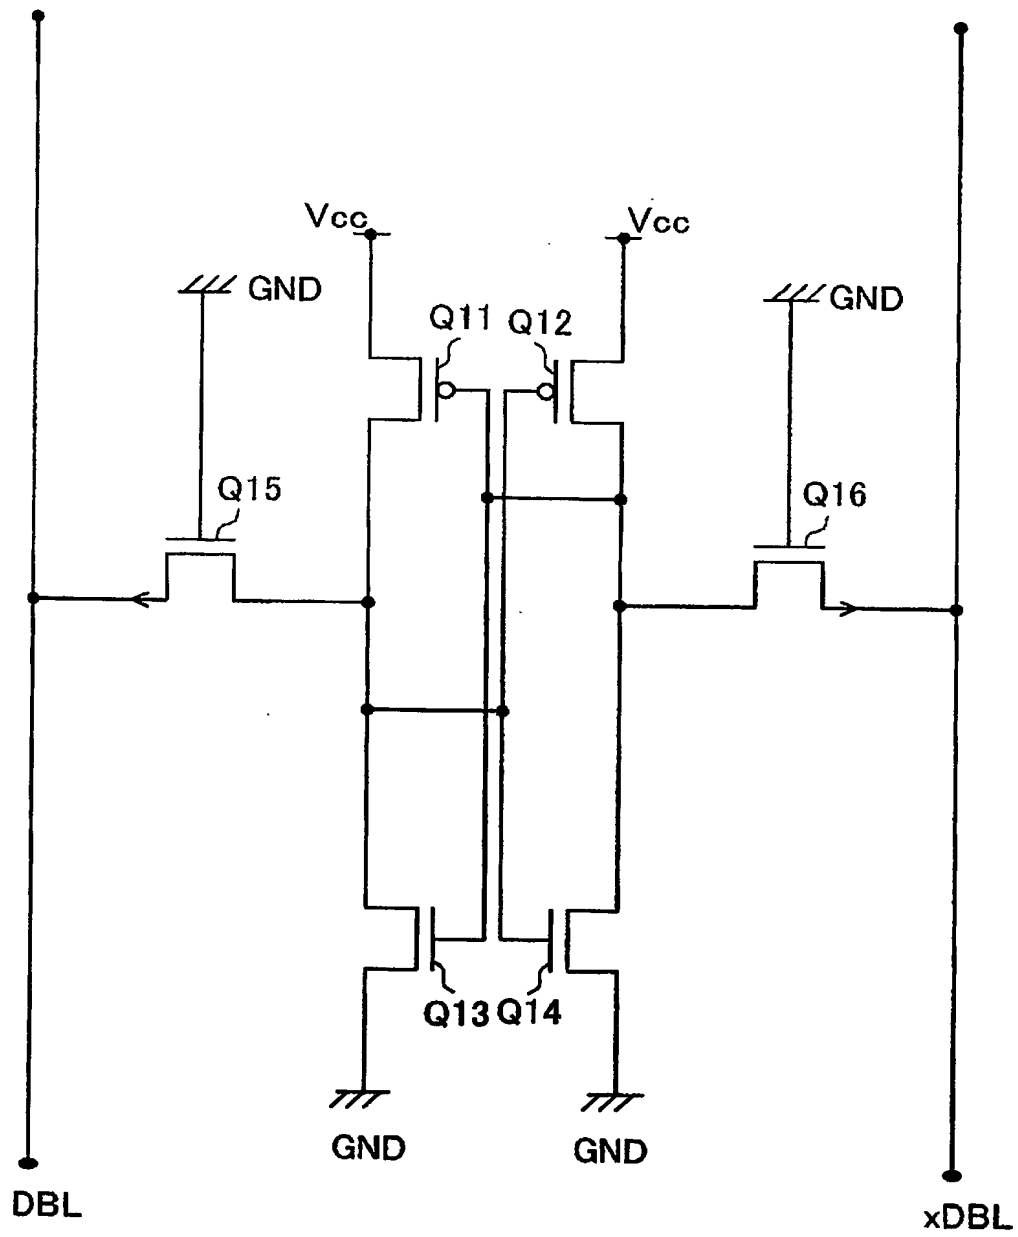 Vcc Vcc
GND GND
Q11 Q12
Q15 Q16
Q13 Q14
GND GND
DBL xDBL